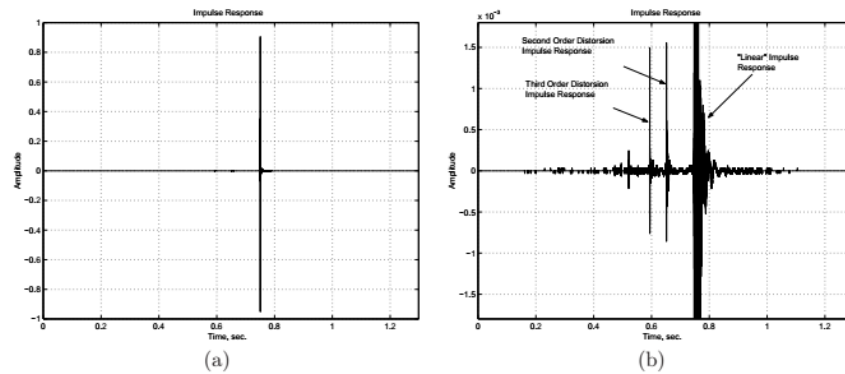 Impulse Response
1
0.8
0.6
0.4
0.2
0
−0.2
−0.4
−0.6
−0.8
−1
Amplitude
0 0.2 0.4 0.6 0.8 1 1.2
Time, sec.
(a)
Impulse Response
x 10⁻³
1.5
1
0.5
0
−0.5
−1
−1.5
Amplitude
Second Order Distorsion
Impulse Response
Third Order Distorsion
Impulse Response
"Linear" Impulse
Response
0 0.2 0.4 0.6 0.8 1 1.2
Time, sec.
(b)